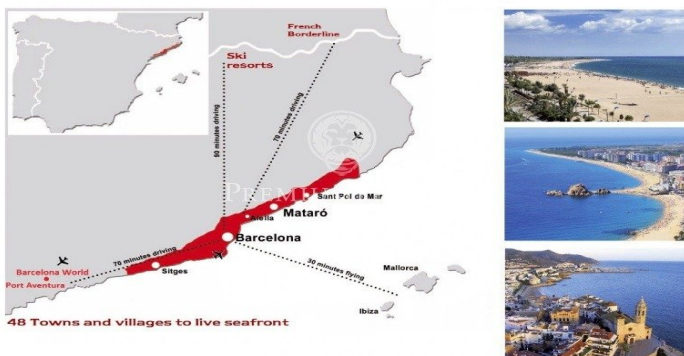 French
Borderline
Ski
resorts
90 minutes driving
70 minutes driving
Sant Pol de Mar
Mataró
Alella
Barcelona
70 minutes driving
Barcelona World
Port Aventura
Sitges
30 minutes flying
Mallorca
Ibiza
48 Towns and villages to live seafront